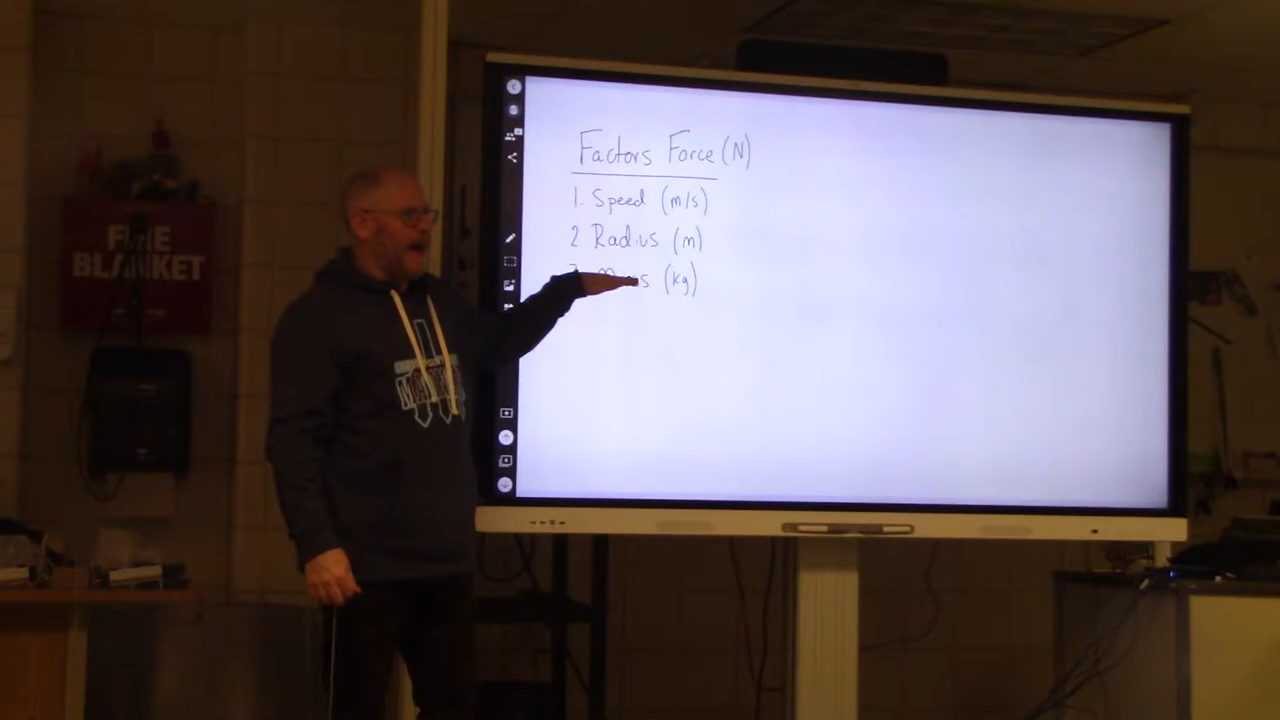 Factors Force (N)
1. Speed (m/s)
2 Radius (m)
(kg)
FIRE
BLANKET